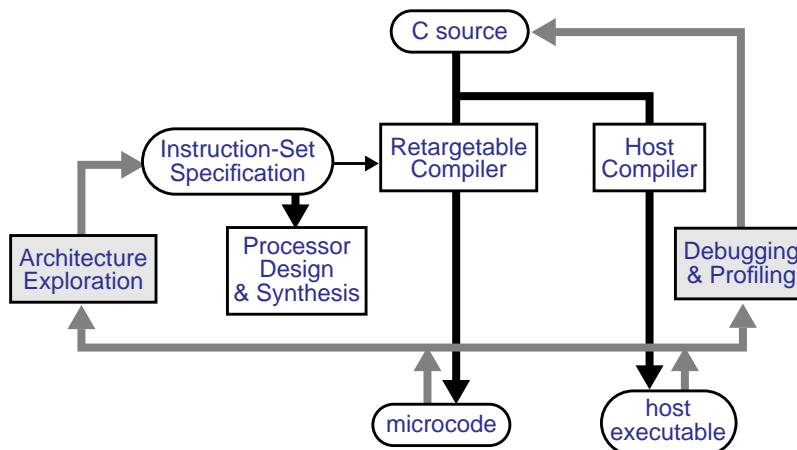 C source
Instruction-Set
Specification
Retargetable
Compiler
Host
Compiler
Architecture
Exploration
Processor
Design
& Synthesis
Debugging
& Profiling
microcode
host
executable